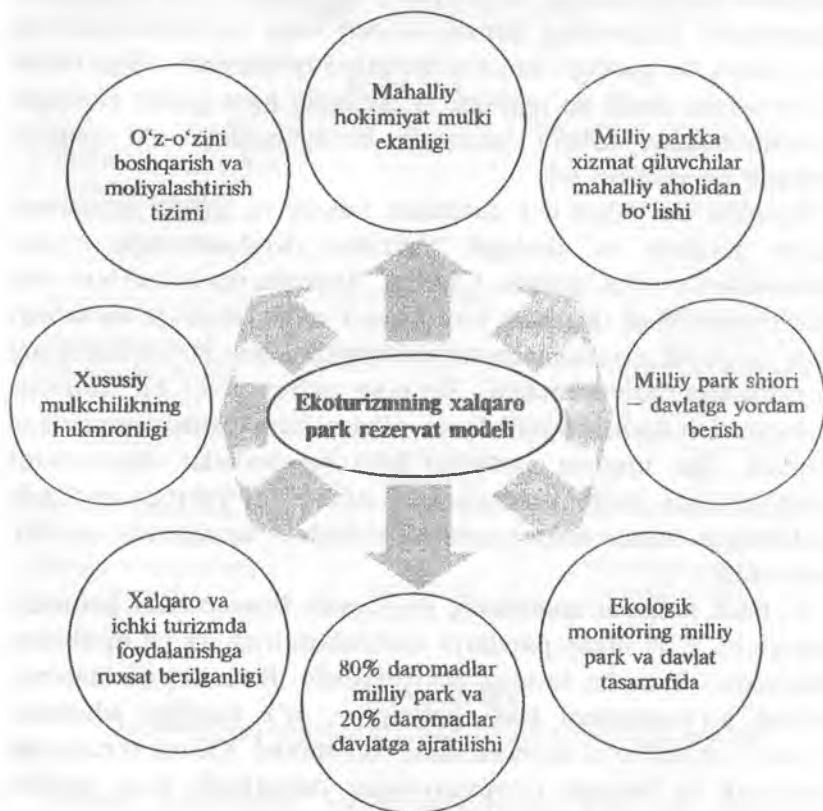 Mahalliy
hokimiyat mulki
ekanligi
O‘z-o‘zini
boshqarish va
moliyalashtirish
tizimi
Milliy parkka
xizmat qiluvchilar
mahalliy aholidan
bo‘lishi
Xususiy
mulkchilikning
hukmronligi
Ekoturizmning xalqaro
park rezervat modeli
Milliy park shiori
– davlatga yordam
berish
Xalqaro va
ichki turizmda
foydalanishga
ruxsat berilganligi
80% daromadlar
milliy park va
20% daromadlar
davlatga ajratilishi
Ekologik
monitoring milliy
park va davlat
tasarrufida